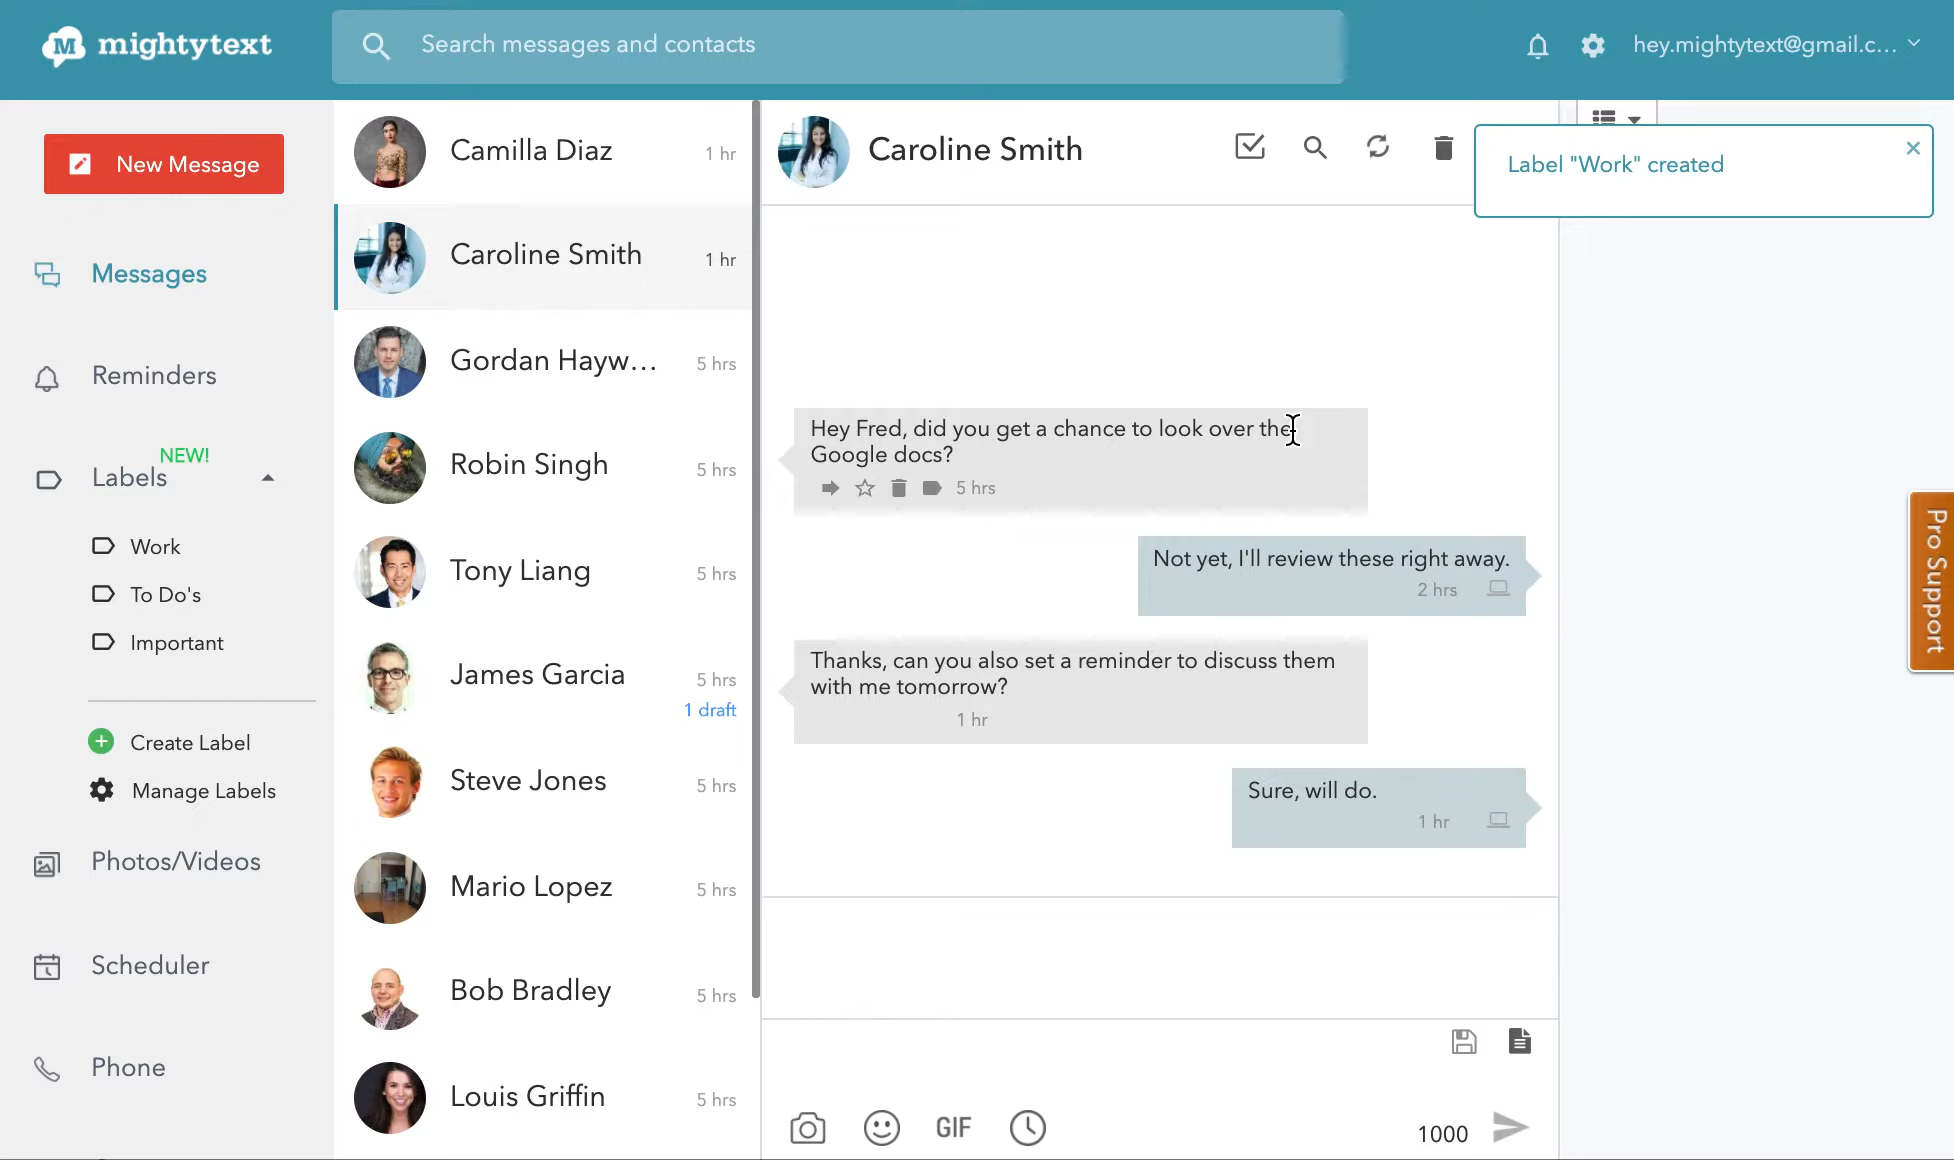 mightytext
Search messages and contacts
hey.mightytext@gmail.c...
New Message
Messages
Reminders
NEW!
Labels
Work
To Do's
Important
Create Label
Manage Labels
Photos/Videos
Scheduler
Phone
Camilla Diaz
1 hr
Caroline Smith
1 hr
Gordan Hayw...
5 hrs
Robin Singh
5 hrs
Tony Liang
5 hrs
James Garcia
5 hrs
1 draft
Steve Jones
5 hrs
Mario Lopez
5 hrs
Bob Bradley
5 hrs
Louis Griffin
5 hrs
Caroline Smith
Label "Work" created
Hey Fred, did you get a chance to look over the
Google docs?
5 hrs
Not yet, I'll review these right away.
2 hrs
Thanks, can you also set a reminder to discuss them
with me tomorrow?
1 hr
Sure, will do.
1 hr
GIF
1000
Pro Support